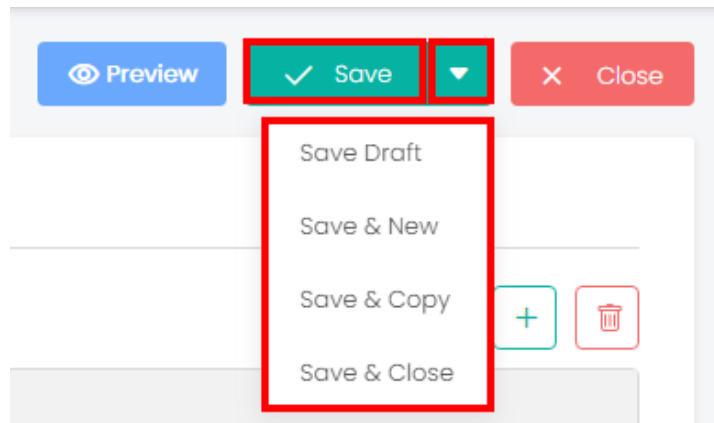 Preview
Save
Close
Save Draft
Save & New
Save & Copy
Save & Close